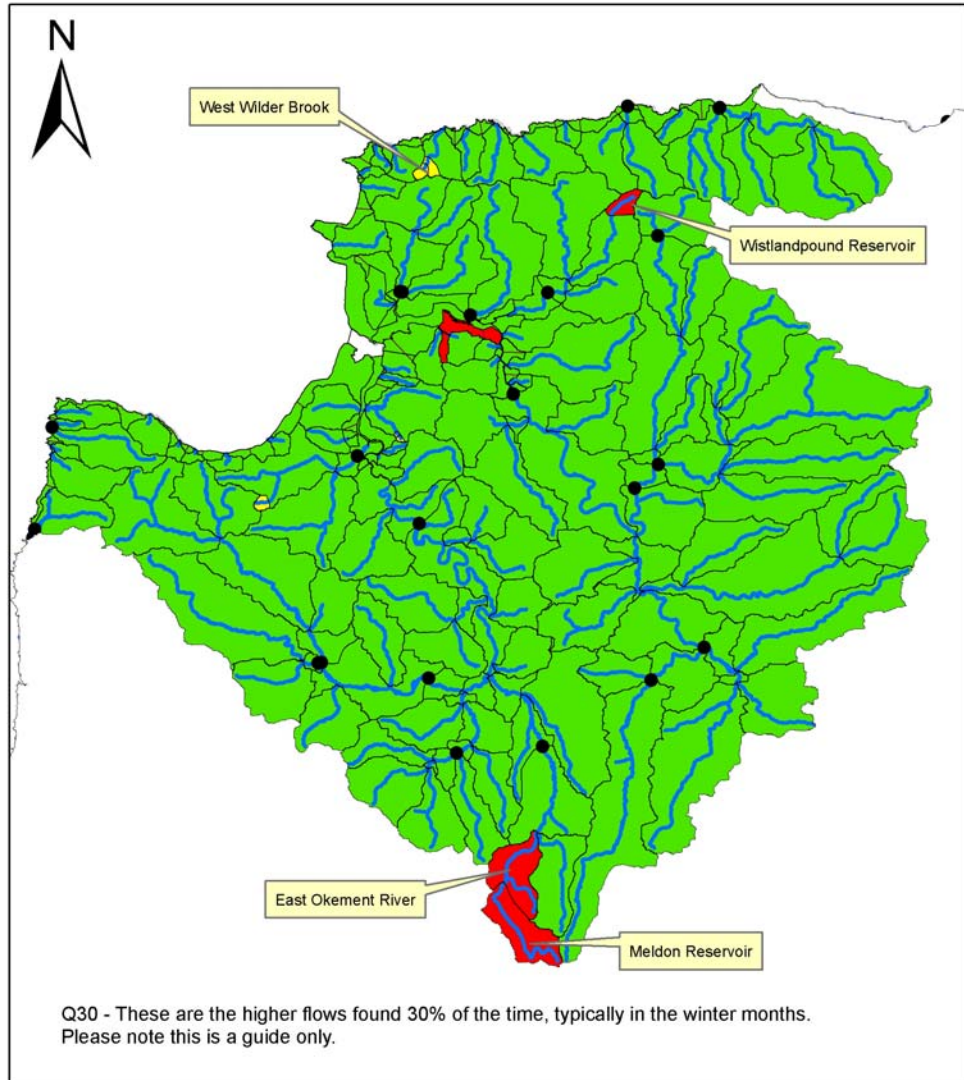 N
West Wilder Brook
Wistlandpound Reservoir
East Okement River
Meldon Reservoir
Q30 - These are the higher flows found 30% of the time, typically in the winter months.
Please note this is a guide only.